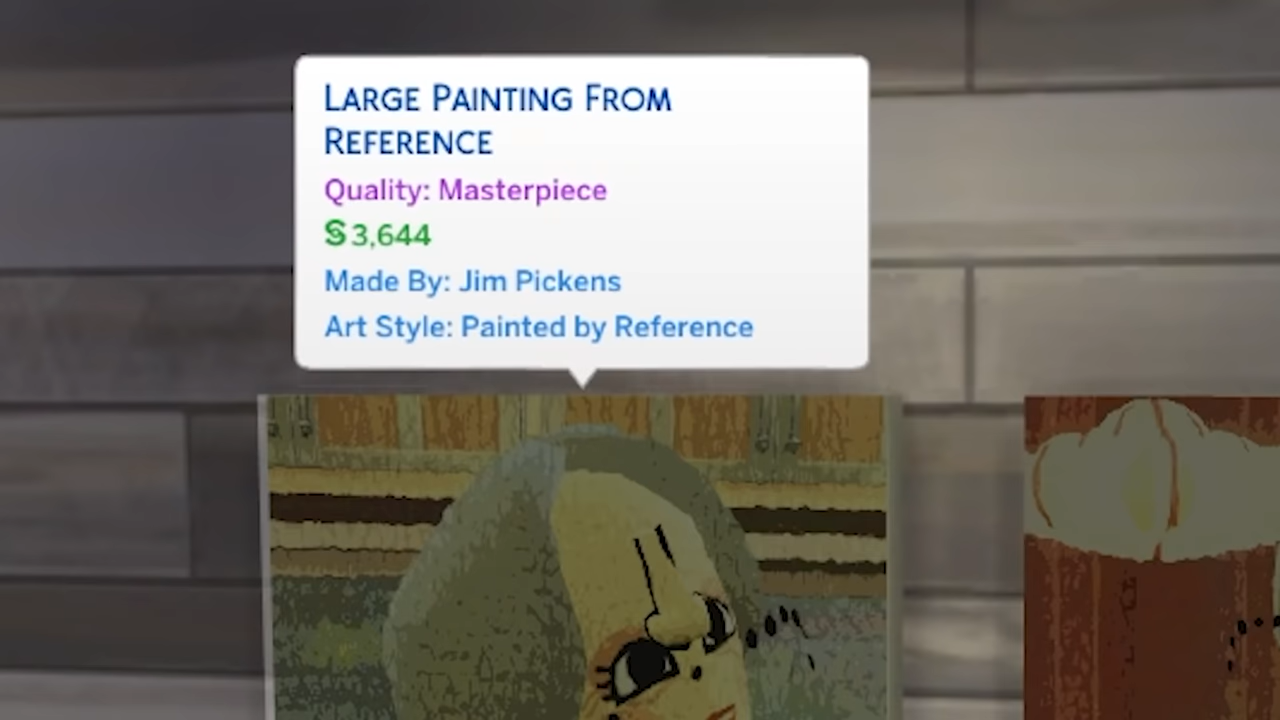 Large Painting From
Reference
Quality: Masterpiece
§3,644
Made By: Jim Pickens
Art Style: Painted by Reference